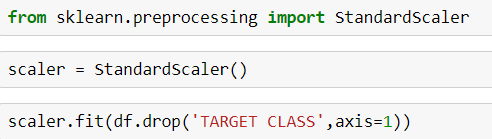 from sklearn.preprocessing import StandardScaler
scaler = StandardScaler()
scaler.fit(df.drop('TARGET CLASS',axis=1))